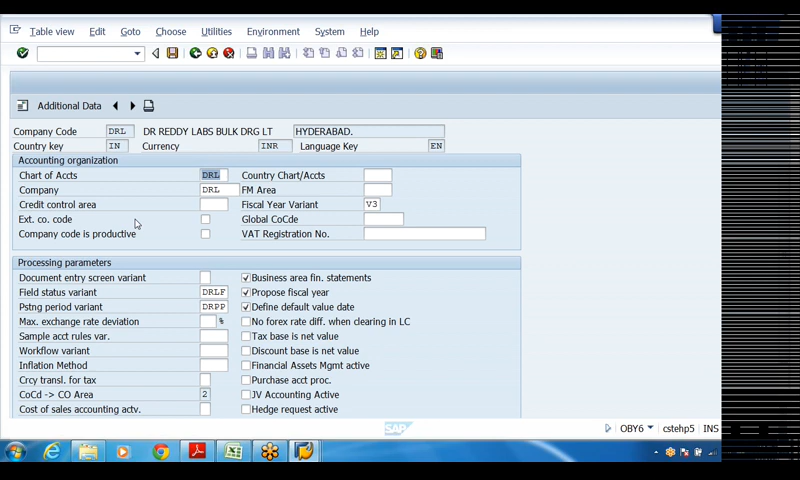 Table view Edit Goto Choose Utilities Environment System Help
Additional Data
Company Code DRL DR REDDY LABS BULK DRG LT HYDERABAD.
Country key IN Currency INR Language Key EN
Accounting organization
Chart of Accts DRL Country Chart/Accts
Company DRL FM Area
Credit control area Fiscal Year Variant V3
Ext. co. code Global CoCde
Company code is productive VAT Registration No.
Processing parameters
Document entry screen variant Business area fin. statements
Field status variant DRLF Propose fiscal year
Pstng period variant DRPP Define default value date
Max. exchange rate deviation % No forex rate diff. when clearing in LC
Sample acct rules var. Tax base is net value
Workflow variant Discount base is net value
Inflation Method Financial Assets Mgmt active
Crcy transl. for tax Purchase acct proc.
CoCd -> CO Area 2 JV Accounting Active
Cost of sales accounting actv. Hedge request active
SAP
OBY6 cstehp5 INS